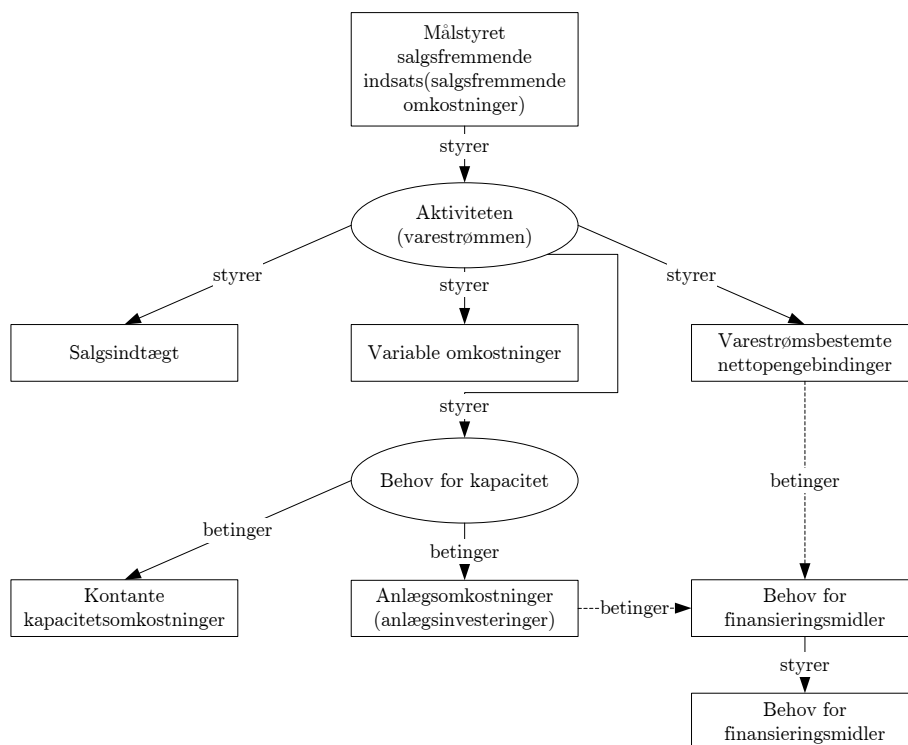 Målstyret
salgsfremmende
indsats(salgsfremmende
omkostninger)
styrer
Aktiviteten
(varestrømmen)
styrer
styrer
styrer
Salgsindtægt
Variable omkostninger
Varestrømsbestemte
nettopengebindinger
styrer
Behov for kapacitet
betinger
betinger
betinger
Kontante
kapacitetsomkostninger
Anlægsomkostninger
(anlægsinvesteringer)
betinger
Behov for
finansieringsmidler
styrer
Behov for
finansieringsmidler